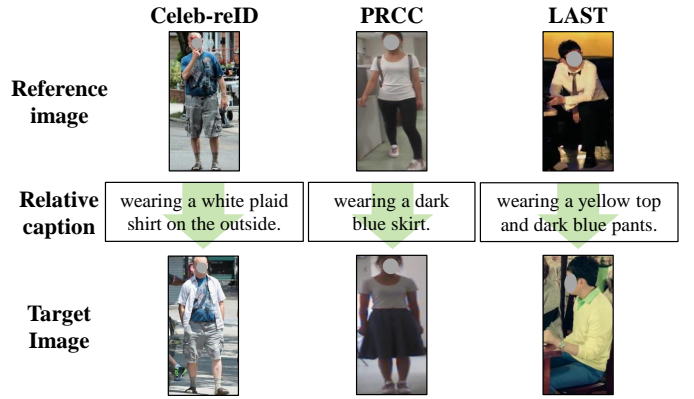 Celeb-reID PRCC LAST
Reference
image
Relative
caption
wearing a white plaid
shirt on the outside.
wearing a dark
blue skirt.
wearing a yellow top
and dark blue pants.
Target
Image